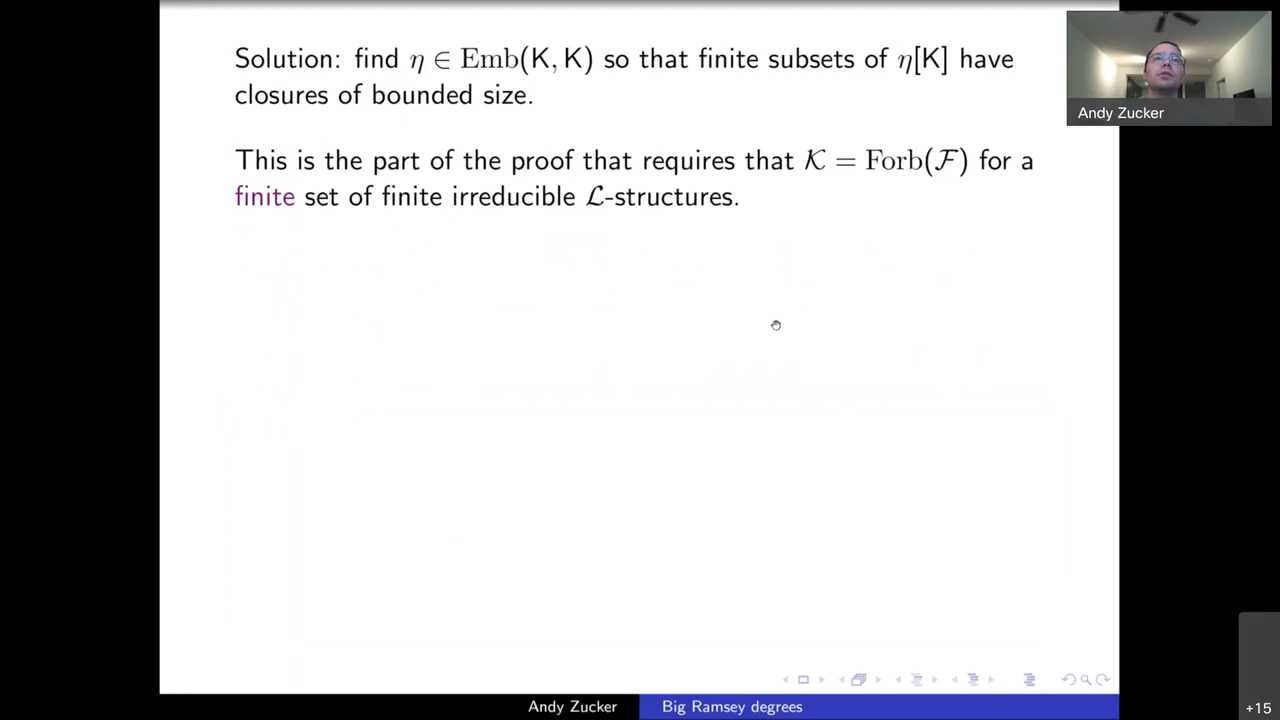 Solution: find η ∈ Emb(K, K) so that finite subsets of η[K] have
closures of bounded size.
This is the part of the proof that requires that 𝒦 = Forb(ℱ) for a
finite set of finite irreducible ℒ-structures.
Andy Zucker
Andy Zucker
Big Ramsey degrees
+15